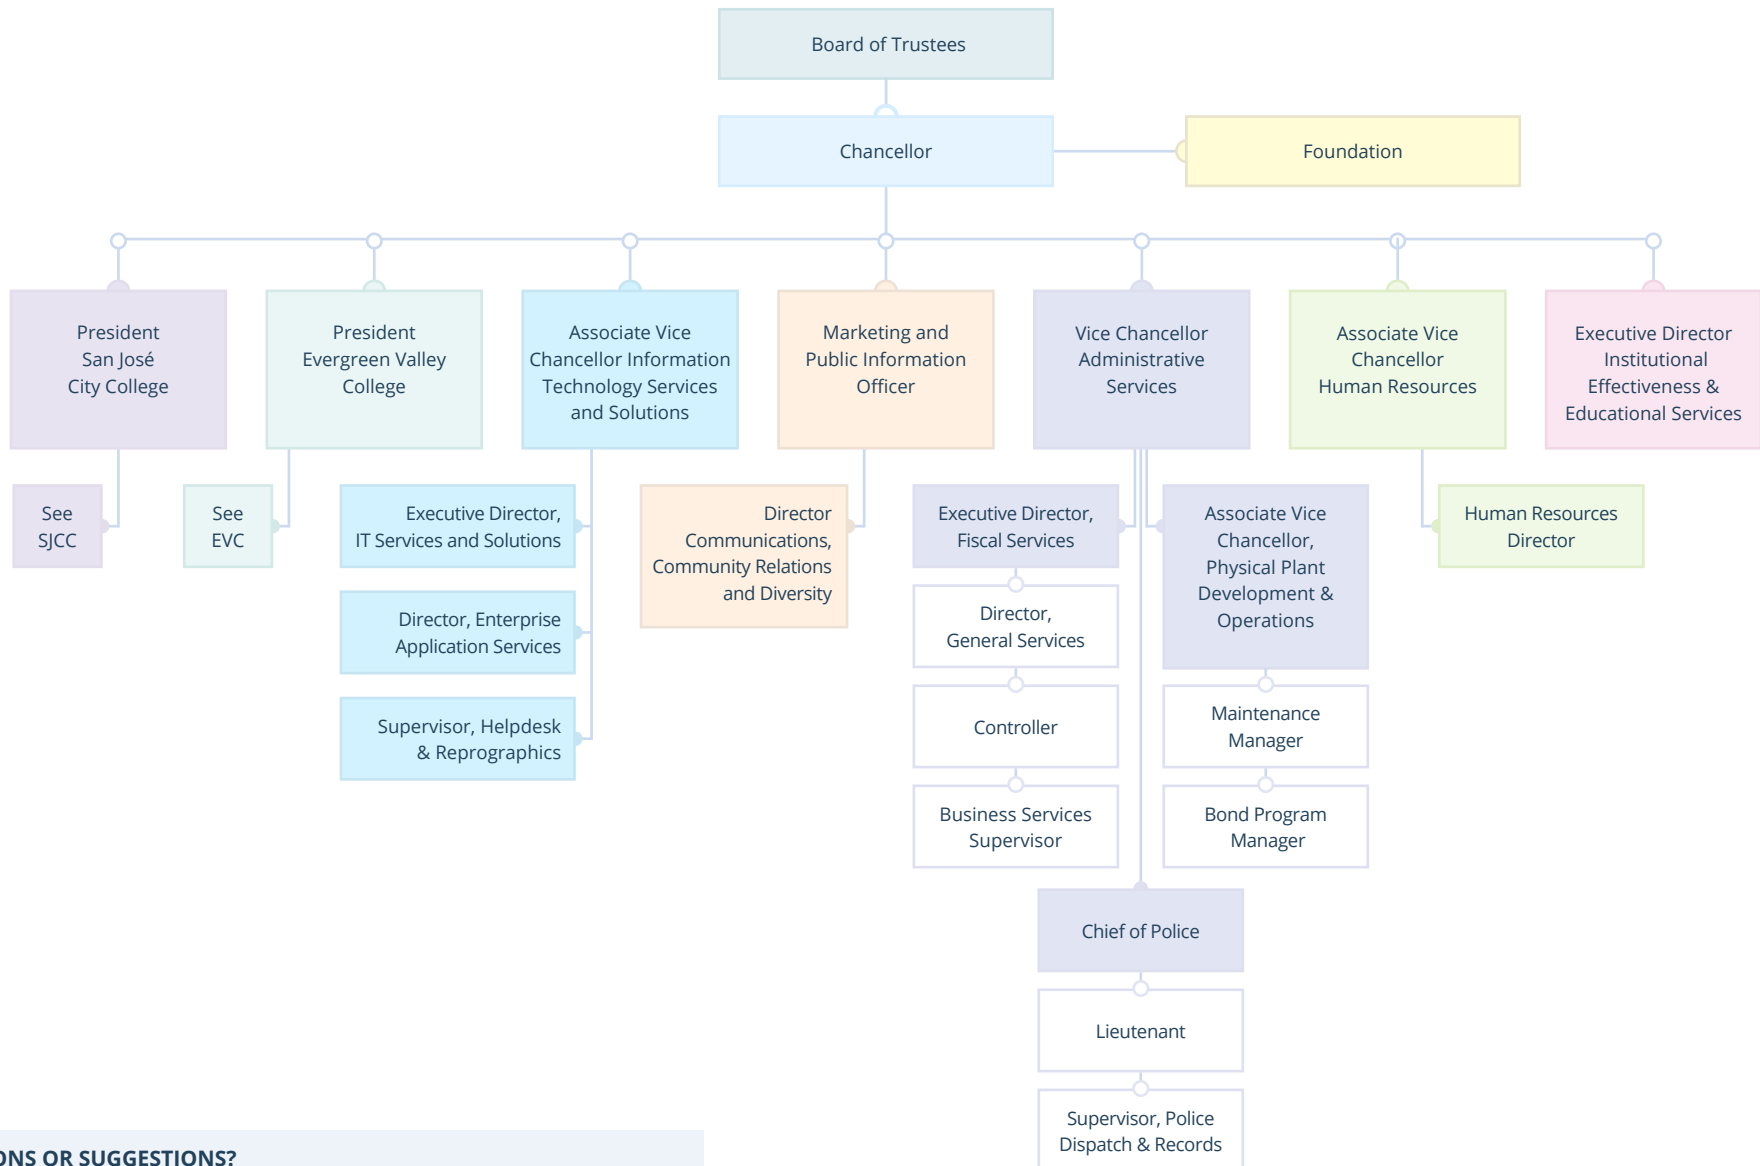 Board of Trustees
Chancellor
Foundation
President
San José
City College
President
Evergreen Valley
College
Associate Vice
Chancellor Information
Technology Services
and Solutions
Marketing and
Public Information
Officer
Vice Chancellor
Administrative
Services
Associate Vice
Chancellor
Human Resources
Executive Director
Institutional
Effectiveness &
Educational Services
See
SJCC
See
EVC
Executive Director,
IT Services and Solutions
Director, Enterprise
Application Services
Supervisor, Helpdesk
& Reprographics
Director
Communications,
Community Relations
and Diversity
Executive Director,
Fiscal Services
Director,
General Services
Controller
Business Services
Supervisor
Associate Vice
Chancellor,
Physical Plant
Development &
Operations
Maintenance
Manager
Bond Program
Manager
Human Resources
Director
Chief of Police
Lieutenant
Supervisor, Police
Dispatch & Records
OR SUGGESTIONS?